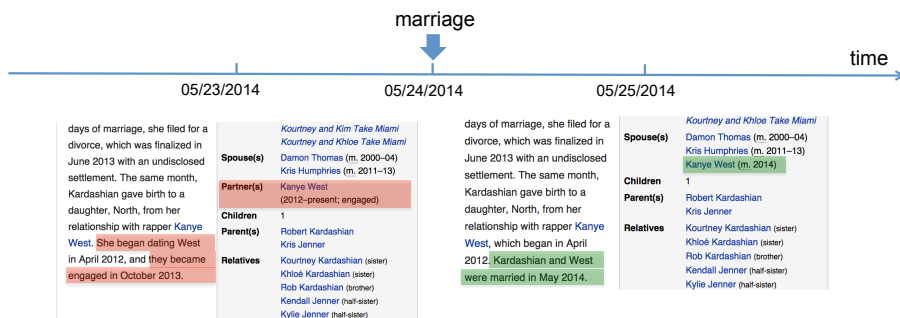 marriage
time
05/23/2014
05/24/2014
05/25/2014
days of marriage, she filed for a
divorce, which was finalized in
June 2013 with an undisclosed
settlement. The same month,
Kardashian gave birth to a
daughter, North, from her
relationship with rapper Kanye
West. She began dating West
in April 2012, and they became
engaged in October 2013.
Kourtney and Kim Take Miami
Kourtney and Khloe Take Miami
Spouse(s) Damon Thomas (m. 2000–04)
Kris Humphries (m. 2011–13)
Partner(s) Kanye West
(2012–present; engaged)
Children 1
Parent(s) Robert Kardashian
Kris Jenner
Relatives Kourtney Kardashian (sister)
Khloé Kardashian (sister)
Rob Kardashian (brother)
Kendall Jenner (half-sister)
Kylie Jenner (half-sister)
days of marriage, she filed for a
divorce, which was finalized in
June 2013 with an undisclosed
settlement. The same month,
Kardashian gave birth to a
daughter, North, from her
relationship with rapper Kanye
West, which began in April
2012. Kardashian and West
were married in May 2014.
Kourtney and Khloe Take Miami
Spouse(s) Damon Thomas (m. 2000–04)
Kris Humphries (m. 2011–13)
Kanye West (m. 2014)
Children 1
Parent(s) Robert Kardashian
Kris Jenner
Relatives Kourtney Kardashian (sister)
Khloé Kardashian (sister)
Rob Kardashian (brother)
Kendall Jenner (half-sister)
Kylie Jenner (half-sister)